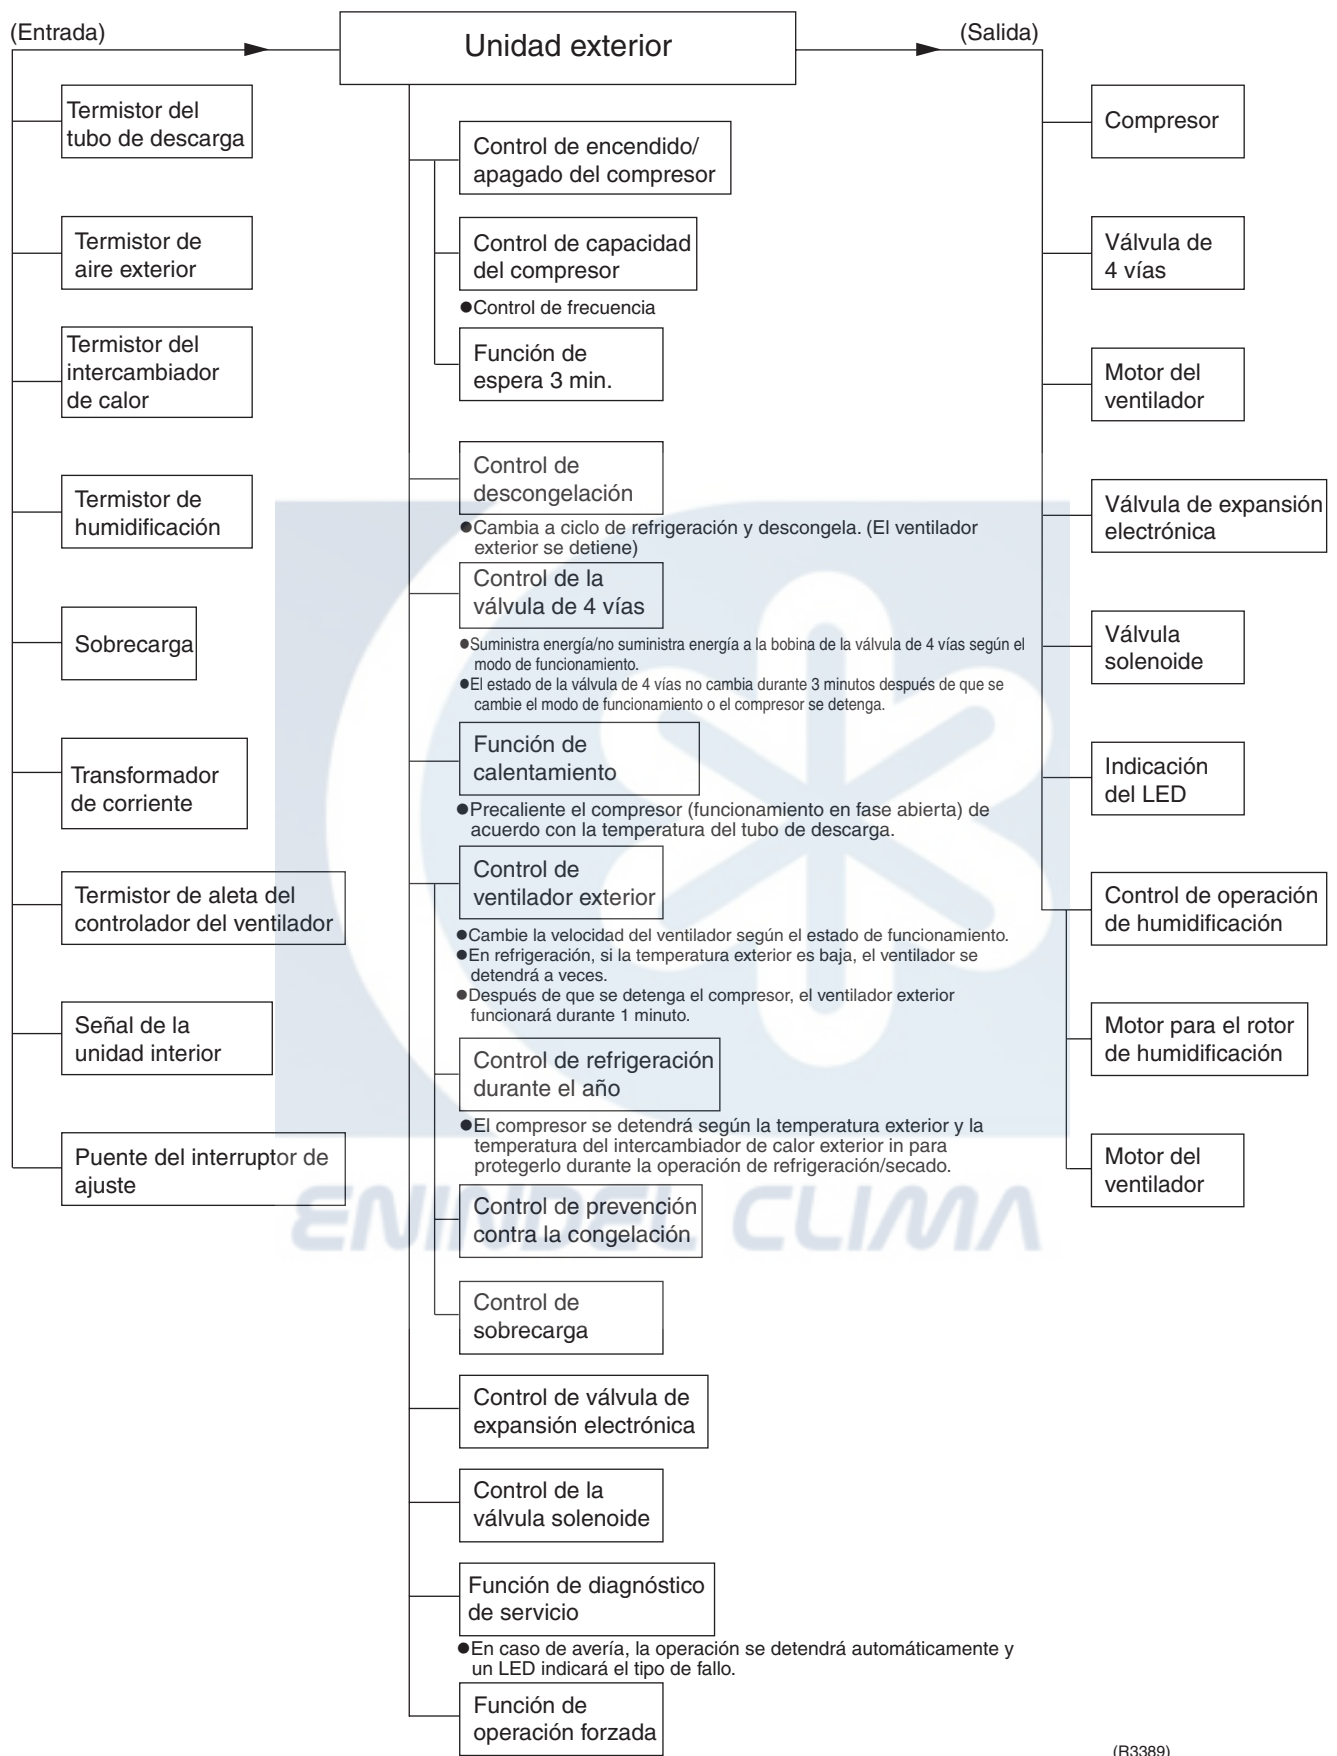 (Entrada)
Unidad exterior
(Salida)
Termistor del
tubo de descarga
Termistor de
aire exterior
Termistor del
intercambiador
de calor
Termistor de
humidificación
Sobrecarga
Transformador
de corriente
Termistor de aleta del
controlador del ventilador
Señal de la
unidad interior
Puente del interruptor de
ajuste
Control de encendido/
apagado del compresor
Control de capacidad
del compresor
●Control de frecuencia
Función de
espera 3 min.
Control de
descongelación
●Cambia a ciclo de refrigeración y descongela. (El ventilador
exterior se detiene)
Control de la
válvula de 4 vías
●Suministra energía/no suministra energía a la bobina de la válvula de 4 vías según el
modo de funcionamiento.
●El estado de la válvula de 4 vías no cambia durante 3 minutos después de que se
cambie el modo de funcionamiento o el compresor se detenga.
Función de
calentamiento
●Precaliente el compresor (funcionamiento en fase abierta) de
acuerdo con la temperatura del tubo de descarga.
Control de
ventilador exterior
●Cambie la velocidad del ventilador según el estado de funcionamiento.
●En refrigeración, si la temperatura exterior es baja, el ventilador se
detendrá a veces.
●Después de que se detenga el compresor, el ventilador exterior
funcionará durante 1 minuto.
Control de refrigeración
durante el año
●El compresor se detendrá según la temperatura exterior y la
temperatura del intercambiador de calor exterior in para
protegerlo durante la operación de refrigeración/secado.
Control de prevención
contra la congelación
Control de
sobrecarga
Control de válvula de
expansión electrónica
Control de la
válvula solenoide
Función de diagnóstico
de servicio
●En caso de avería, la operación se detendrá automáticamente y
un LED indicará el tipo de fallo.
Función de
operación forzada
Compresor
Válvula de
4 vías
Motor del
ventilador
Válvula de expansión
electrónica
Válvula
solenoide
Indicación
del LED
Control de operación
de humidificación
Motor para el rotor
de humidificación
Motor del
ventilador
ENINDEL CLIMA
(R3389)